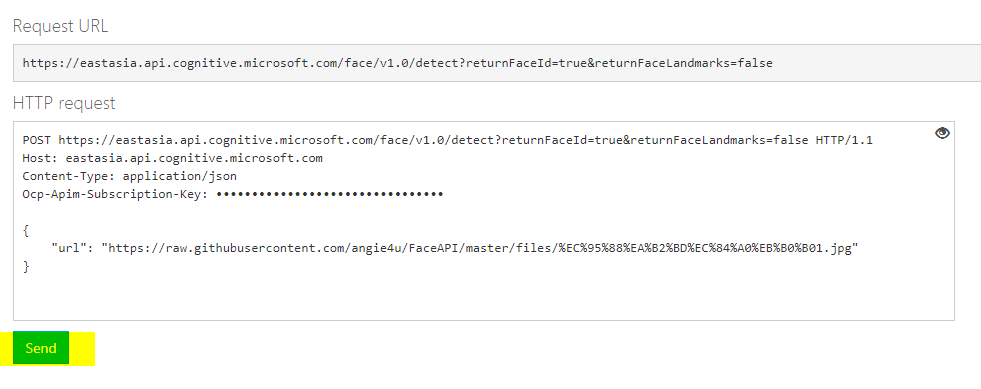 Request URL
https://eastasia.api.cognitive.microsoft.com/face/v1.0/detect?returnFaceId=true&returnFaceLandmarks=false
HTTP request
POST https://eastasia.api.cognitive.microsoft.com/face/v1.0/detect?returnFaceId=true&returnFaceLandmarks=false HTTP/1.1
Host: eastasia.api.cognitive.microsoft.com
Content-Type: application/json
Ocp-Apim-Subscription-Key: ••••••••••••••••••••••••••••••••
{
"url": "https://raw.githubusercontent.com/angie4u/FaceAPI/master/files/%EC%95%88%EA%B2%BD%EC%84%A0%EB%B0%B01.jpg"
}
Send